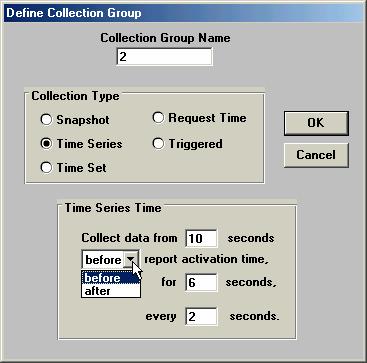 Define Collection Group
Collection Group Name
2
Collection Type
Snapshot
Request Time
Time Series
Triggered
Time Set
OK
Cancel
Time Series Time
Collect data from 10 seconds
before report activation time,
before
after
for 6 seconds,
every 2 seconds.